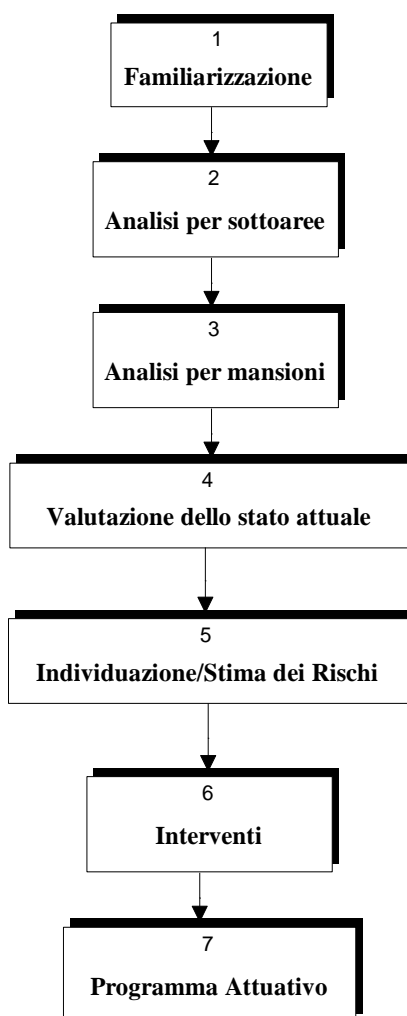 1
Familiarizzazione
2
Analisi per sottoaree
3
Analisi per mansioni
4
Valutazione dello stato attuale
5
Individuazione/Stima dei Rischi
6
Interventi
7
Programma Attuativo